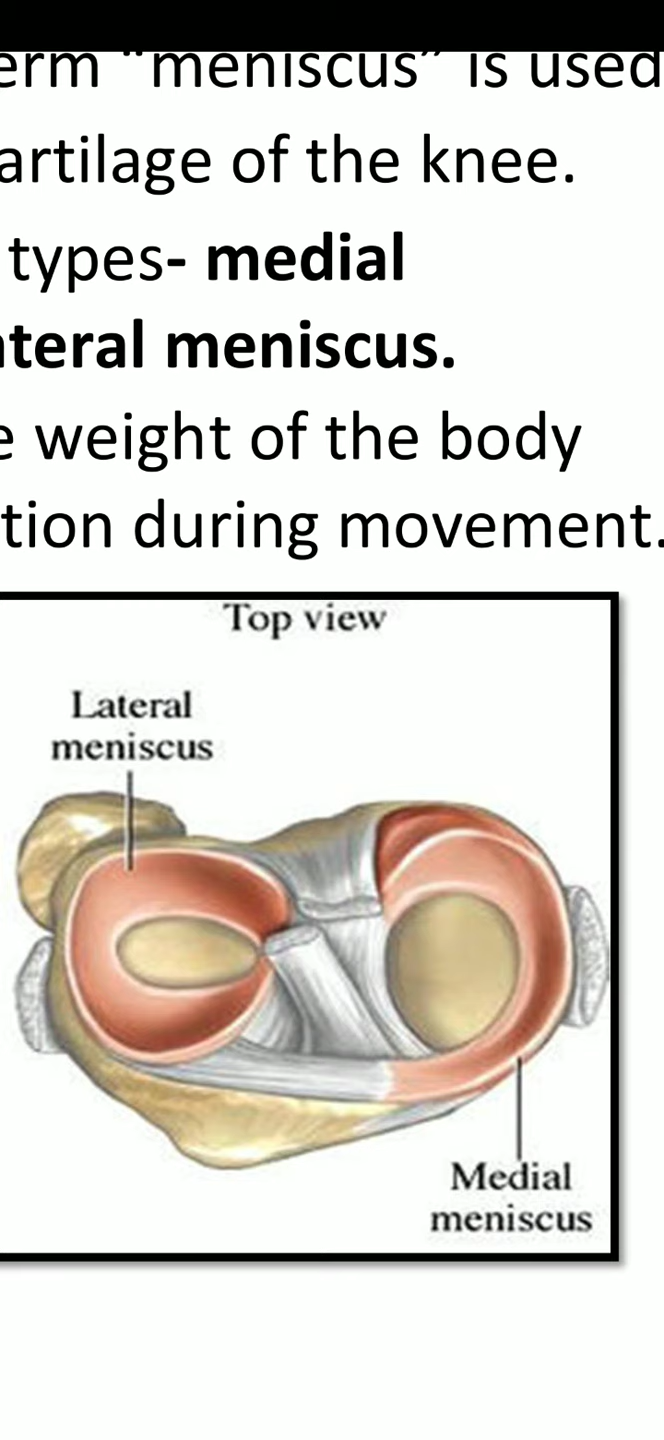 erm “meniscus” is used
artilage of the knee.
types- medial
ateral meniscus.
e weight of the body
tion during movement.
Top view
Lateral
meniscus
Medial
meniscus